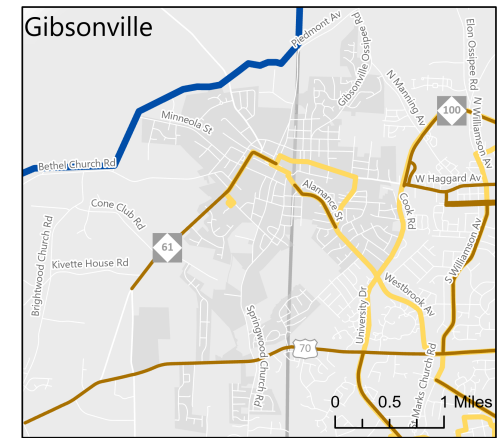 Gibsonville
Piedmont Av
Gibsonville Ossipee Rd
Elon Ossipee Rd
N Manning Av
N Williamson Av
100
Minneola St
Bethel Church Rd
W Haggard Av
Alamance St
Cook Rd
Cone Club Rd
61
S Williamson Av
Brightwood Church Rd
Kivette House Rd
Westbrook Av
University Dr
Springwood Church Rd
70
St Marks Church Rd
0 0.5 1 Miles